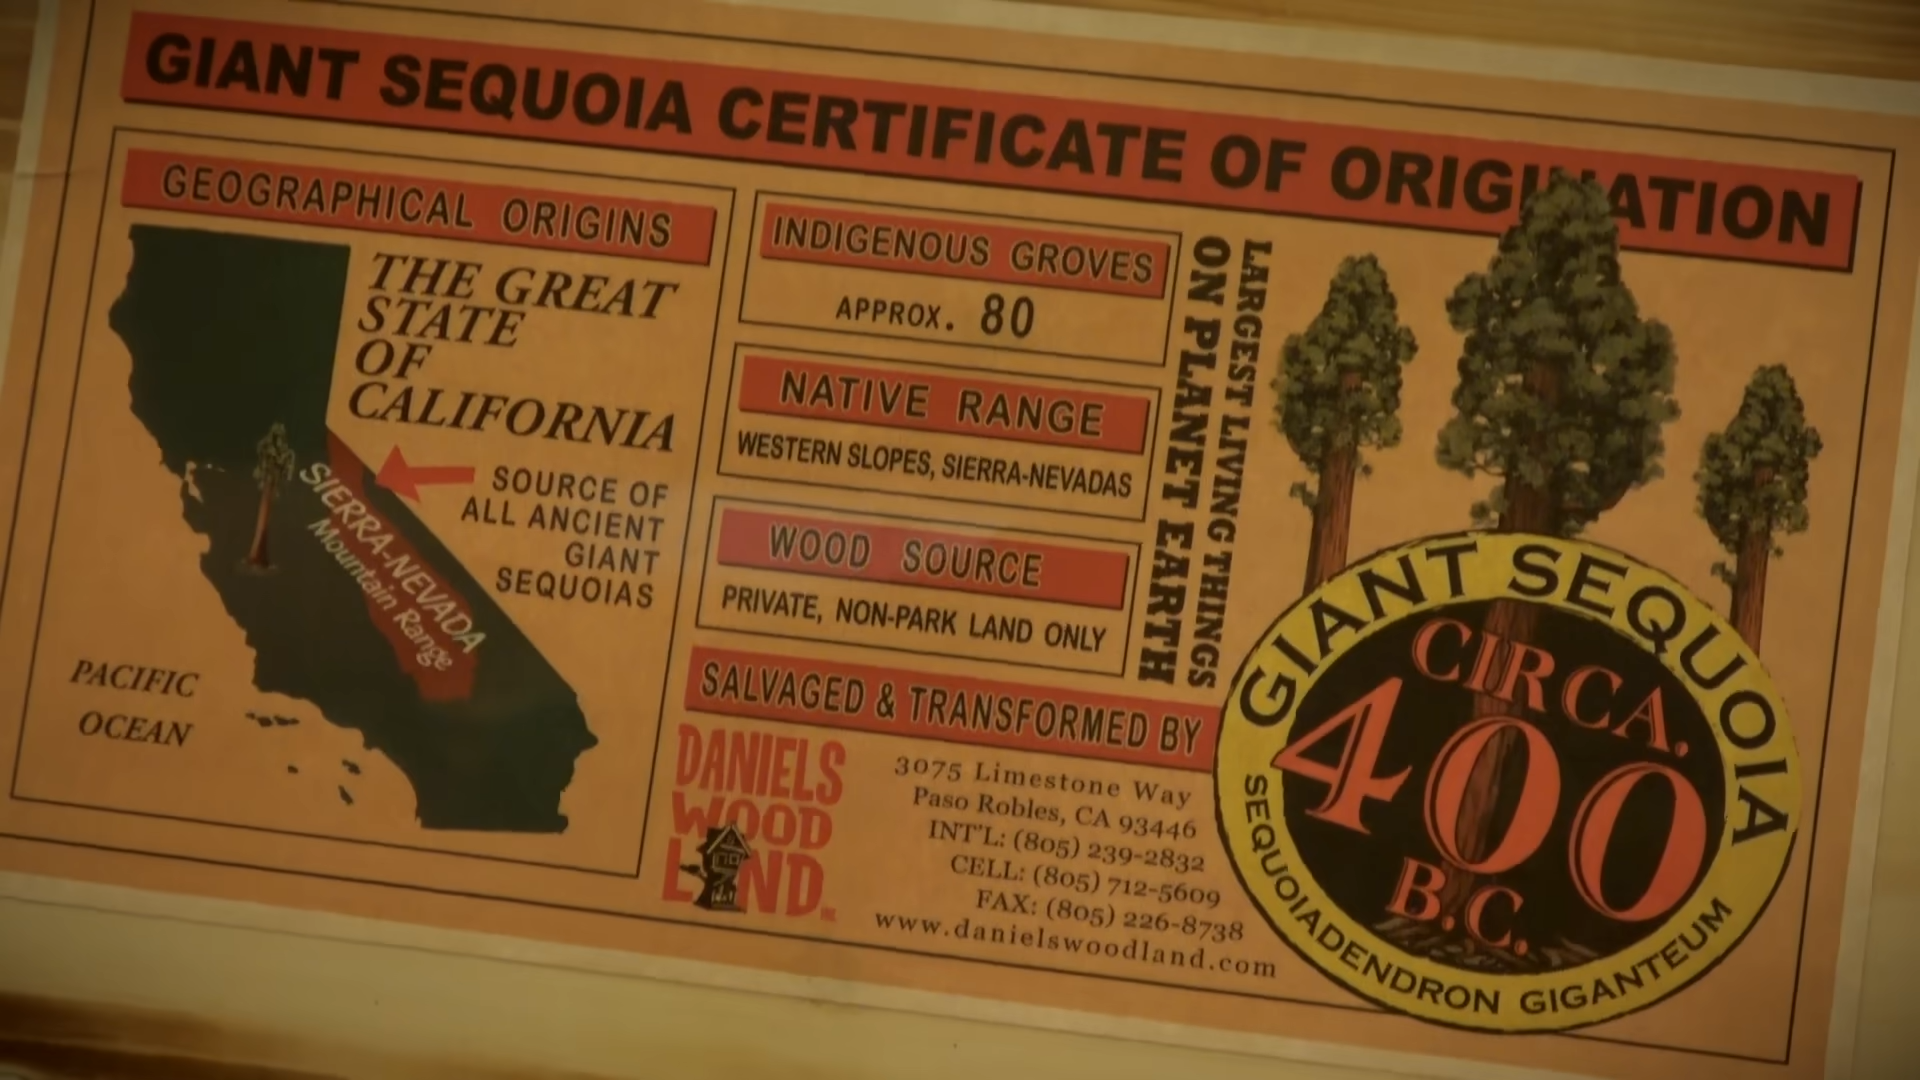 GIANT SEQUOIA CERTIFICATE OF ORIGINATION
GEOGRAPHICAL ORIGINS
THE GREAT
STATE
OF
CALIFORNIA
SOURCE OF
ALL ANCIENT
GIANT
SEQUOIAS
SIERRA-NEVADA
Mountain Range
PACIFIC
OCEAN
INDIGENOUS GROVES
APPROX. 80
NATIVE RANGE
WESTERN SLOPES, SIERRA-NEVADAS
WOOD SOURCE
PRIVATE, NON-PARK LAND ONLY
LARGEST LIVING THINGS
ON PLANET EARTH
SALVAGED & TRANSFORMED BY
DANIELS
WOOD
LAND INC
3075 Limestone Way
Paso Robles, CA 93446
INT'L: (805) 239-2832
CELL: (805) 712-5609
FAX: (805) 226-8738
www.danielswoodland.com
GIANT SEQUOIA
CIRCA.
400
B.C.
SEQUOIADENDRON GIGANTEUM